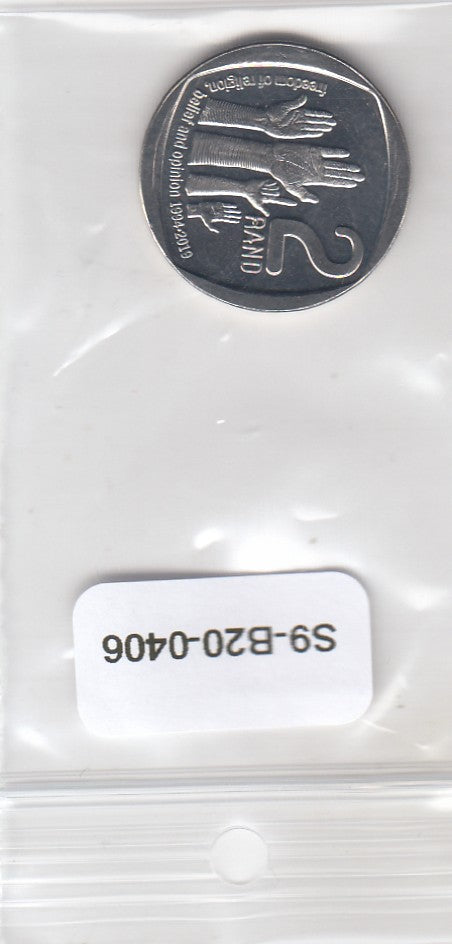 freedom of religion, belief and opinion 1994-2019
2
RAND
S9-B20-0406